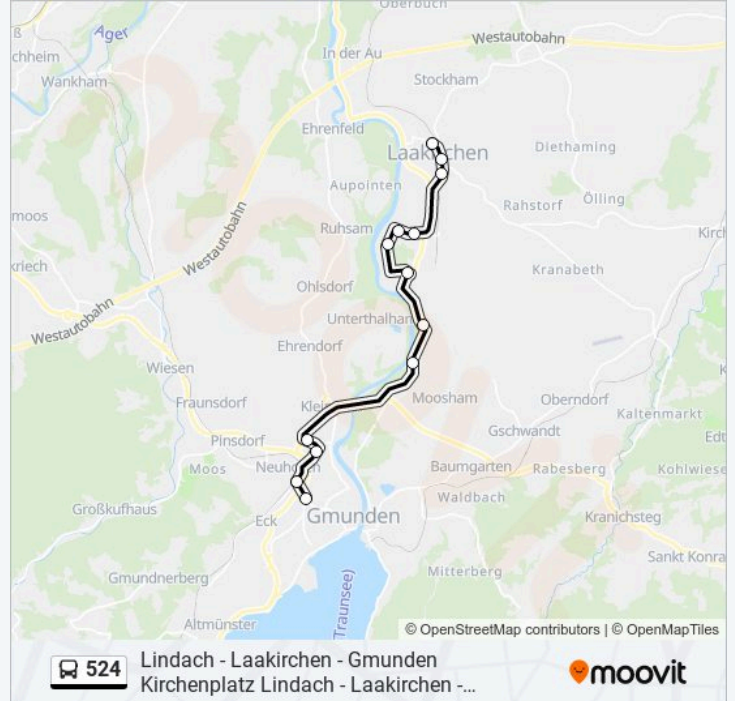 Oberbuch
Ager
chheim
Wankham
In der Au
Westautobahn
Stockham
Ehrenfeld
Laakirchen
Diethaming
Aupointen
Rahstorf
Ölling
moos
Ruhsam
Kirch
Westautobahn
kriech
Ohlsdorf
Kranabeth
Westautobahn
Unterthalham
Ehrendorf
Wiesen
Fraunsdorf
Klei
Moosham
Oberndorf
Kaltenmarkt
Pinsdorf
Gschwandt
Edt
Moos
Neuhofen
Baumgarten
Rabesberg
Kohlwiese
Großkufhaus
Waldbach
Kranichsteg
Eck
Gmunden
Sankt Konra
Gmundnerberg
Mitterberg
Traunsee)
Altmünster
© OpenStreetMap contributors | © OpenMapTiles
524
Lindach - Laakirchen - Gmunden
Kirchenplatz Lindach - Laakirchen -...
moovit